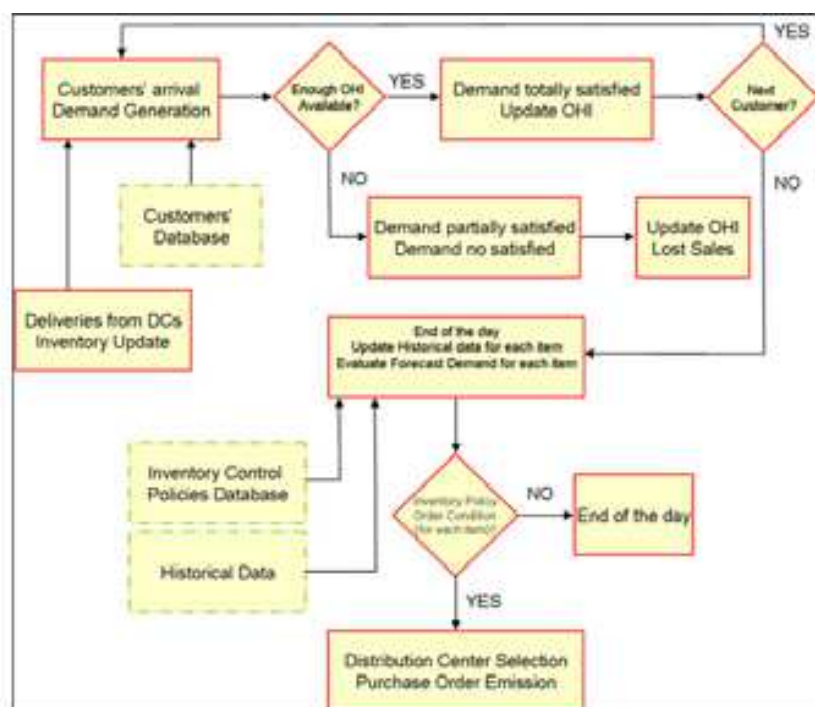 YES
Customers' arrival
Demand Generation
Enough OHI
Available?
YES
Demand totally satisfied
Update OHI
Next
Customer?
NO
NO
Customers'
Database
Demand partially satisfied
Demand no satisfied
Update OHI
Lost Sales
Deliveries from DCs
Inventory Update
End of the day
Update Historical data for each item
Evaluate Forecast Demand for each item
Inventory Control
Policies Database
Inventory Policy
Order Condition
(for each item)?
NO
End of the day
Historical Data
YES
Distribution Center Selection
Purchase Order Emission